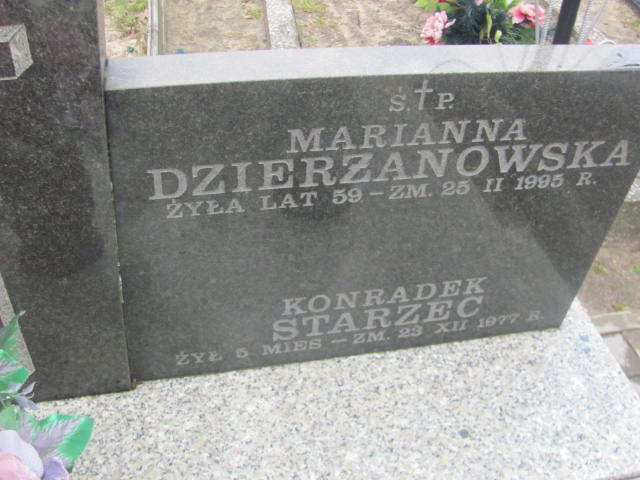 Ś.†P.
MARIANNA
DZIERŻANOWSKA
ŻYŁA LAT 59 - ZM. 25 II 1995 R.
KONRADEK
STARZEC
ŻYŁ 5 MIES - ZM. 23 XII 1977 R.